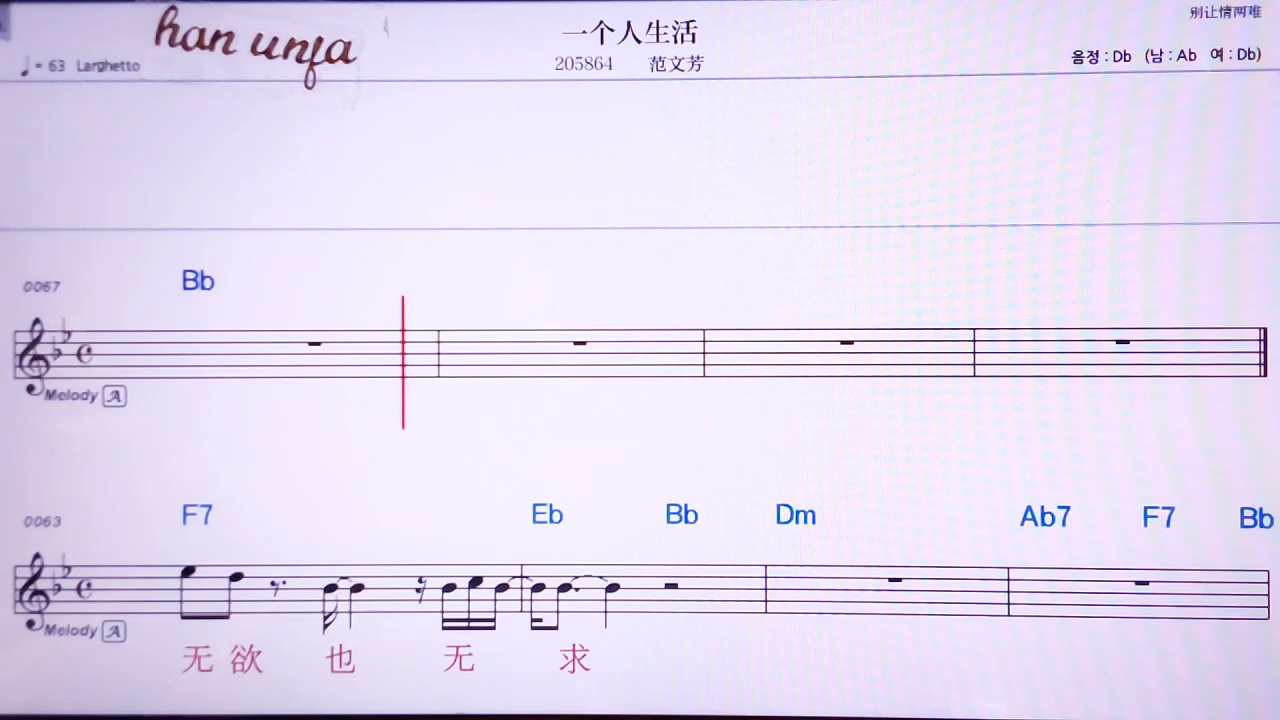 han unfa
一个人生活
别让情两难
♩= 63 Larghetto
205864 范文芳
음정 : Db (남 : Ab 여 : Db)
0067 Bb
Melody A
0063 F7 Eb Bb Dm Ab7 F7 Bb
Melody A
无 欲 也 无 求